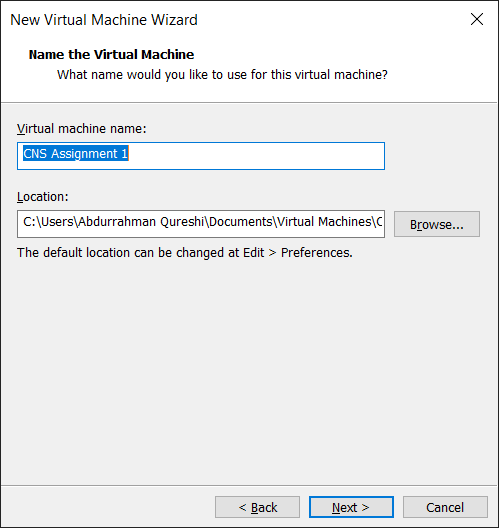 New Virtual Machine Wizard
Name the Virtual Machine
What name would you like to use for this virtual machine?
Virtual machine name:
CNS Assignment 1
Location:
C:\Users\Abdurrahman Qureshi\Documents\Virtual Machines\C
Browse...
The default location can be changed at Edit > Preferences.
< Back
Next >
Cancel